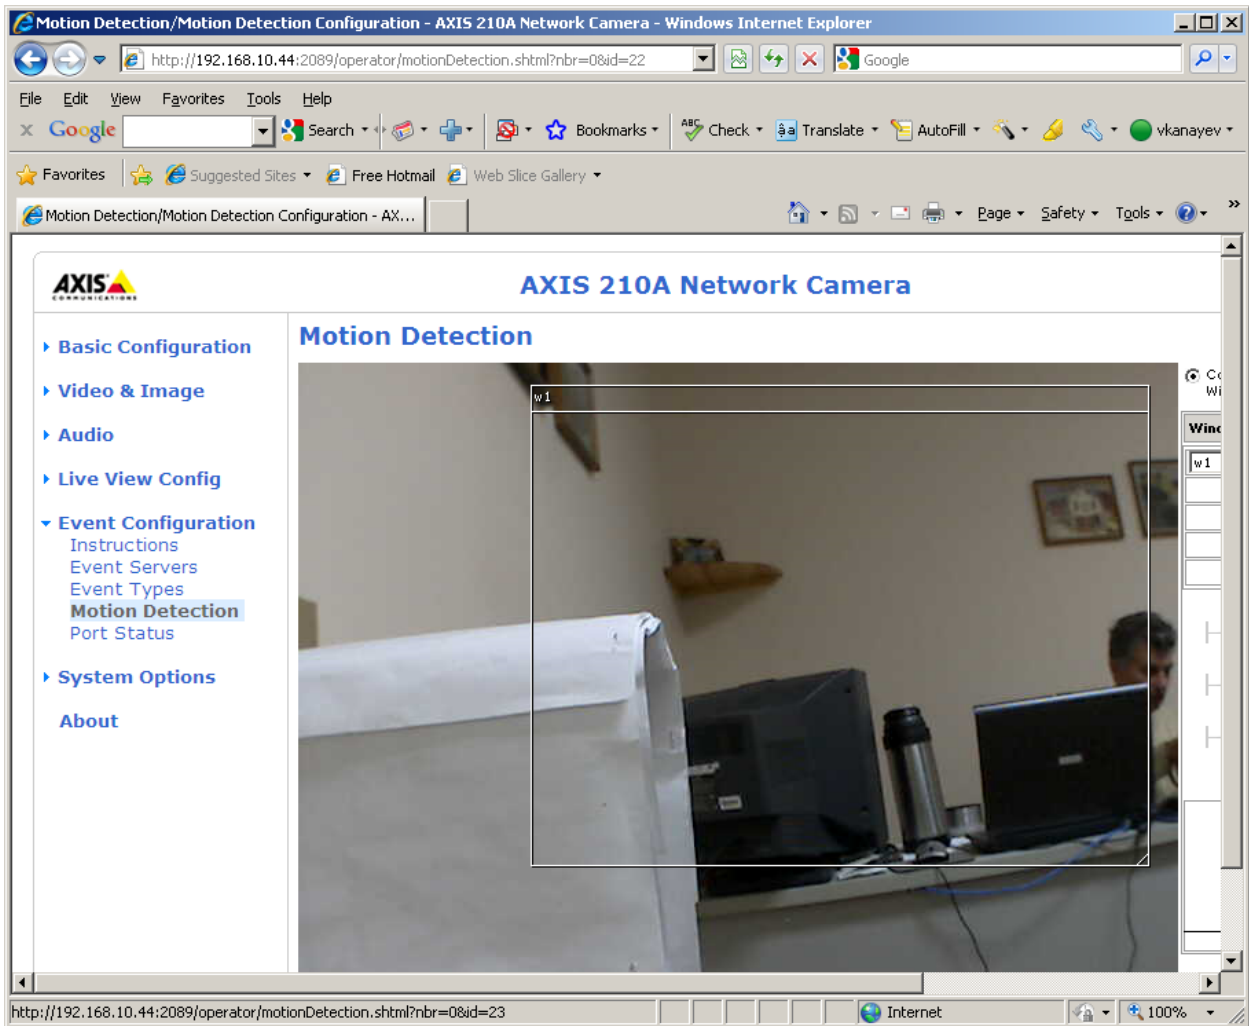 Motion Detection/Motion Detection Configuration - AXIS 210A Network Camera - Windows Internet Explorer
http://192.168.10.44:2089/operator/motionDetection.shtml?nbr=0&id=22
Google
File Edit View Favorites Tools Help
x Google Search Bookmarks ABC Check âa Translate AutoFill vkanayev
Favorites Suggested Sites Free Hotmail Web Slice Gallery
Motion Detection/Motion Detection Configuration - AX... Page Safety Tools »
AXIS COMMUNICATIONS
AXIS 210A Network Camera
Basic Configuration
Video & Image
Audio
Live View Config
Event Configuration
Instructions
Event Servers
Event Types
Motion Detection
Port Status
System Options
About
Motion Detection
w1
w1
http://192.168.10.44:2089/operator/motionDetection.shtml?nbr=0&id=23
Internet
100%